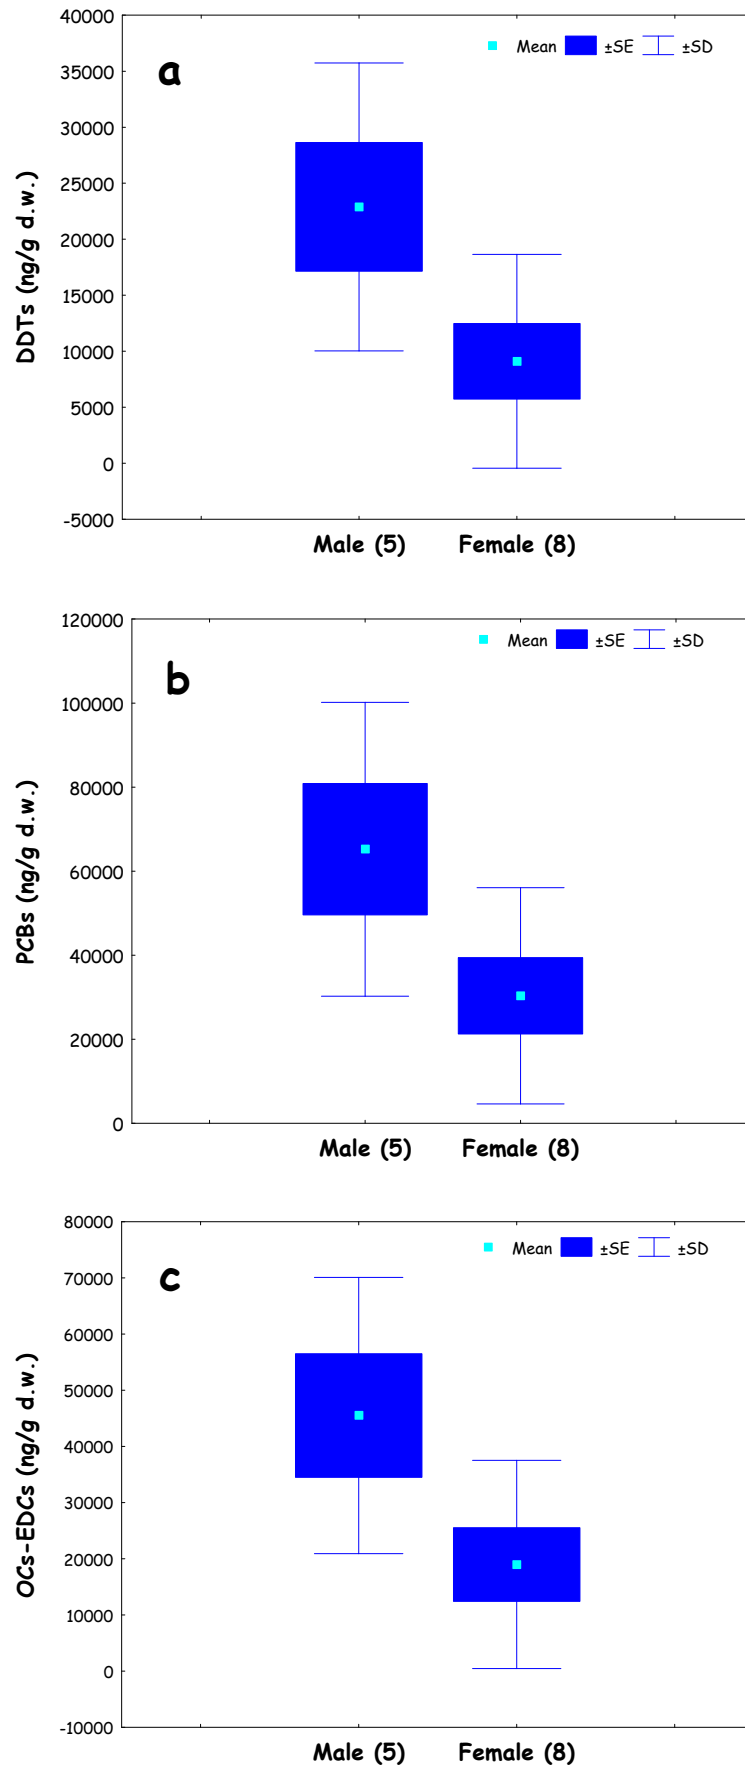 40000
35000
30000
25000
20000
15000
10000
5000
0
-5000
DDTs (ng/g d.w.)
a
Mean ±SE ±SD
Male (5) Female (8)
120000
100000
80000
60000
40000
20000
0
PCBs (ng/g d.w.)
b
Mean ±SE ±SD
Male (5) Female (8)
80000
70000
60000
50000
40000
30000
20000
10000
0
-10000
OCs-EDCs (ng/g d.w.)
c
Mean ±SE ±SD
Male (5) Female (8)